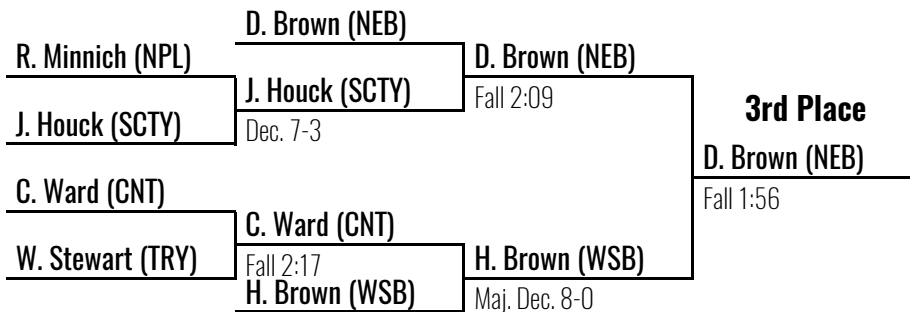 D. Brown (NEB)
R. Minnich (NPL)
D. Brown (NEB)
J. Houck (SCTY)
Fall 2:09
3rd Place
J. Houck (SCTY)
Dec. 7-3
D. Brown (NEB)
C. Ward (CNT)
Fall 1:56
C. Ward (CNT)
W. Stewart (TRY)
Fall 2:17
H. Brown (WSB)
H. Brown (WSB)
Maj. Dec. 8-0